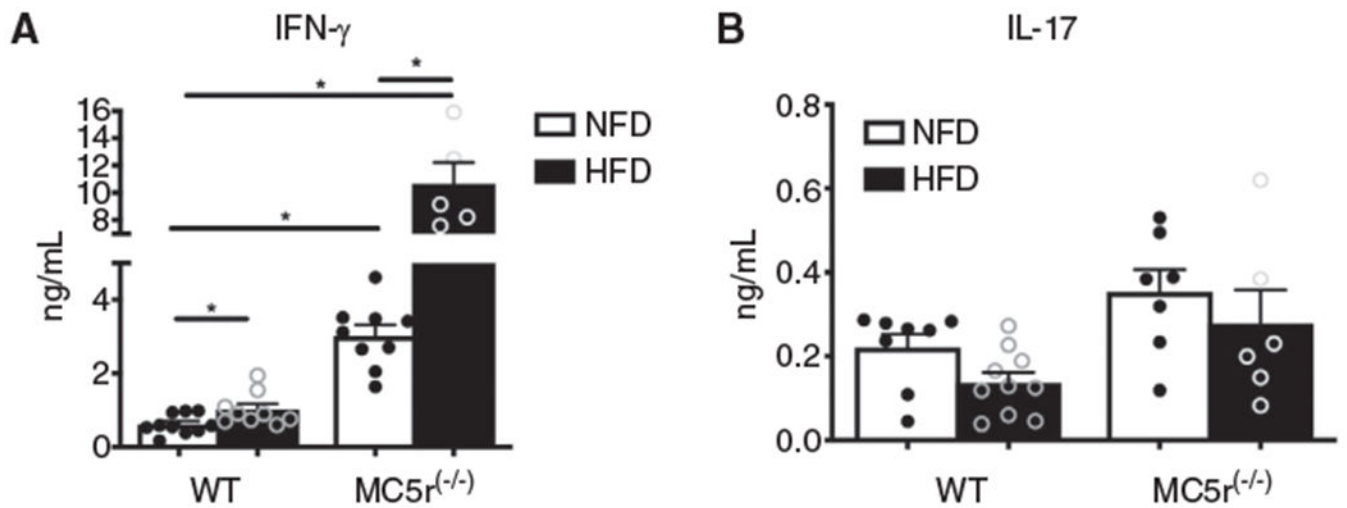 A
IFN-γ
*
*
*
*
16
14
12
10
8
4
2
0
ng/mL
NFD
HFD
WT
MC5r(-/-)
B
IL-17
0.8
0.6
0.4
0.2
0.0
ng/mL
NFD
HFD
WT
MC5r(-/-)